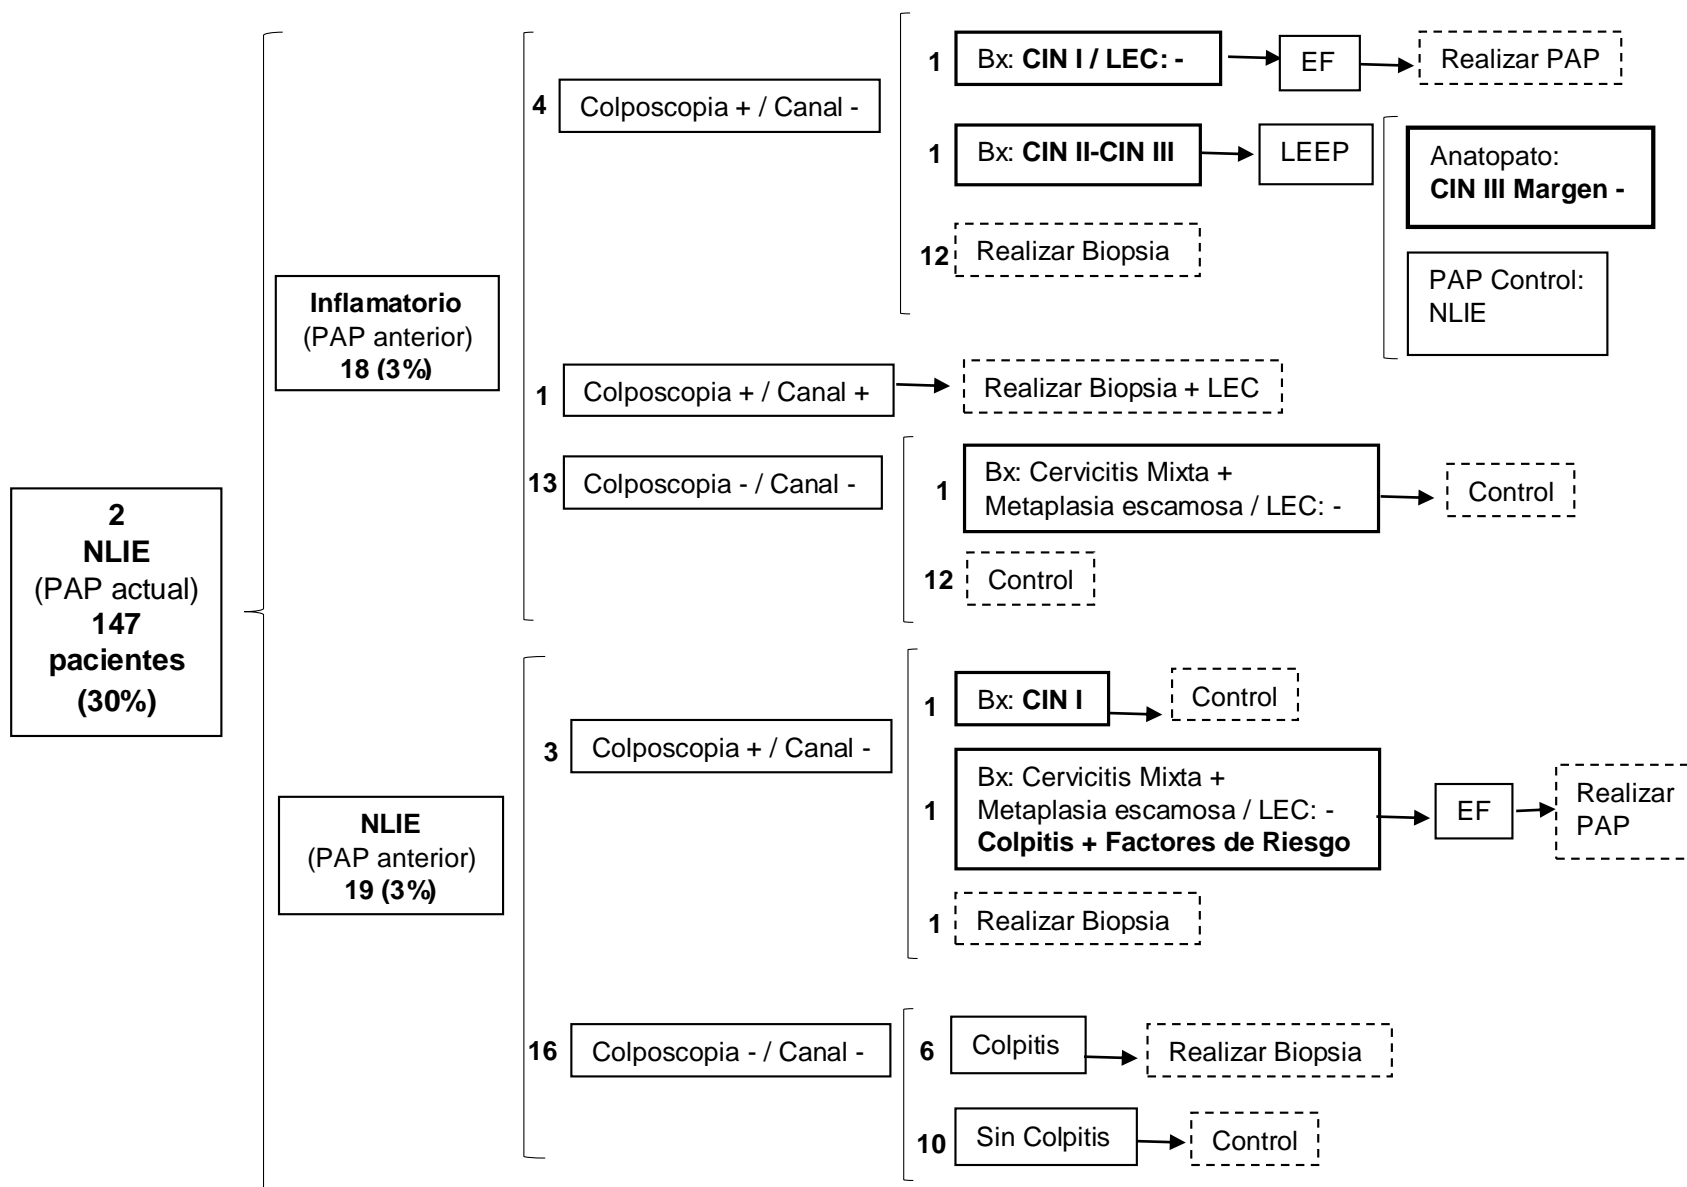 2
NLIE
(PAP actual)
147
pacientes
(30%)
Inflamatorio
(PAP anterior)
18 (3%)
4
Colposcopia + / Canal -
1
Bx: CIN I / LEC: -
EF
Realizar PAP
1
Bx: CIN II-CIN III
LEEP
Anatopato:
CIN III Margen -
PAP Control:
NLIE
12
Realizar Biopsia
1
Colposcopia + / Canal +
Realizar Biopsia + LEC
13
Colposcopia - / Canal -
1
Bx: Cervicitis Mixta +
Metaplasia escamosa / LEC: -
Control
12
Control
NLIE
(PAP anterior)
19 (3%)
3
Colposcopia + / Canal -
1
Bx: CIN I
Control
1
Bx: Cervicitis Mixta +
Metaplasia escamosa / LEC: -
Colpitis + Factores de Riesgo
EF
Realizar
PAP
1
Realizar Biopsia
16
Colposcopia - / Canal -
6
Colpitis
Realizar Biopsia
10
Sin Colpitis
Control